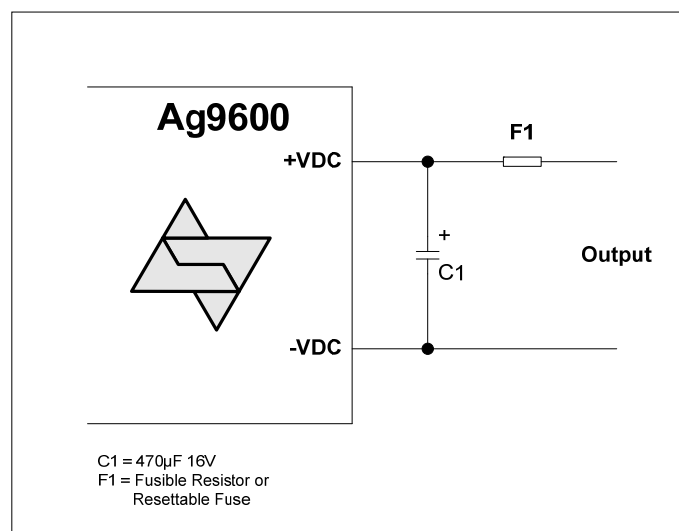 Ag9600
F1
+VDC
+
C1
Output
-VDC
C1 = 470µF 16V
F1 = Fusible Resistor or
Resettable Fuse